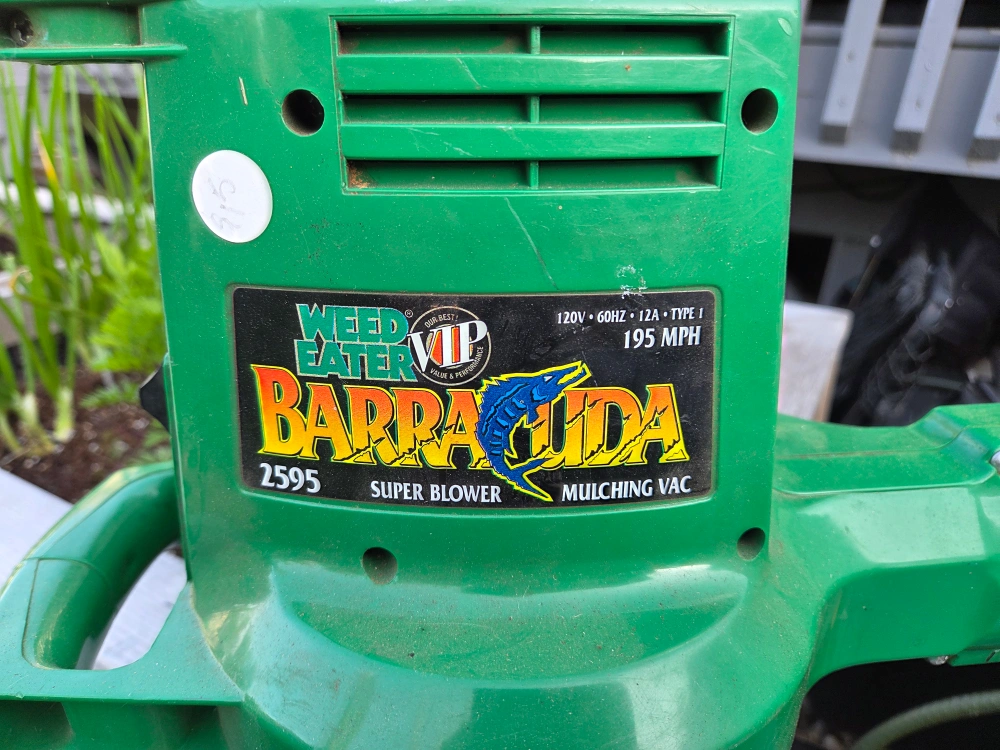 WEED
EATER®
OUR BEST!
VIP
VALUE & PERFORMANCE
120V • 60HZ • 12A • TYPE 1
195 MPH
BARRACUDA
2595
SUPER BLOWER
MULCHING VAC